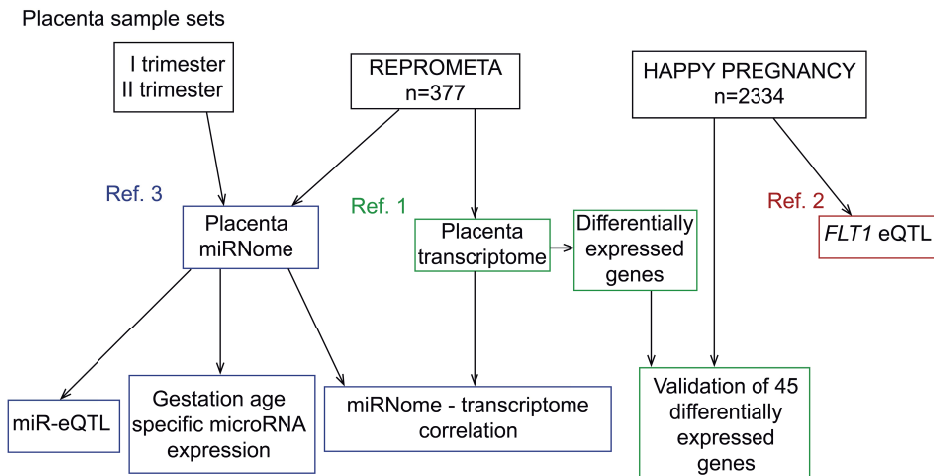 Placenta sample sets
I trimester
II trimester
REPROMETA
n=377
HAPPY PREGNANCY
n=2334
Ref. 3
Placenta
miRNome
Ref. 1
Placenta
transcriptome
Differentially
expressed
genes
Ref. 2
FLT1 eQTL
miR-eQTL
Gestation age
specific microRNA
expression
miRNome - transcriptome
correlation
Validation of 45
differentially
expressed
genes